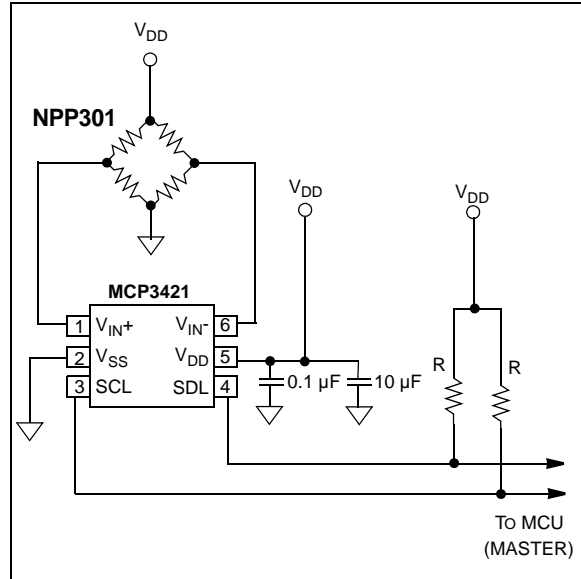 VDD
NPP301
VDD
VDD
MCP3421
1 VIN+ VIN- 6
2 VSS VDD 5
3 SCL SDL 4
0.1 µF 10 µF
R R
TO MCU
(MASTER)